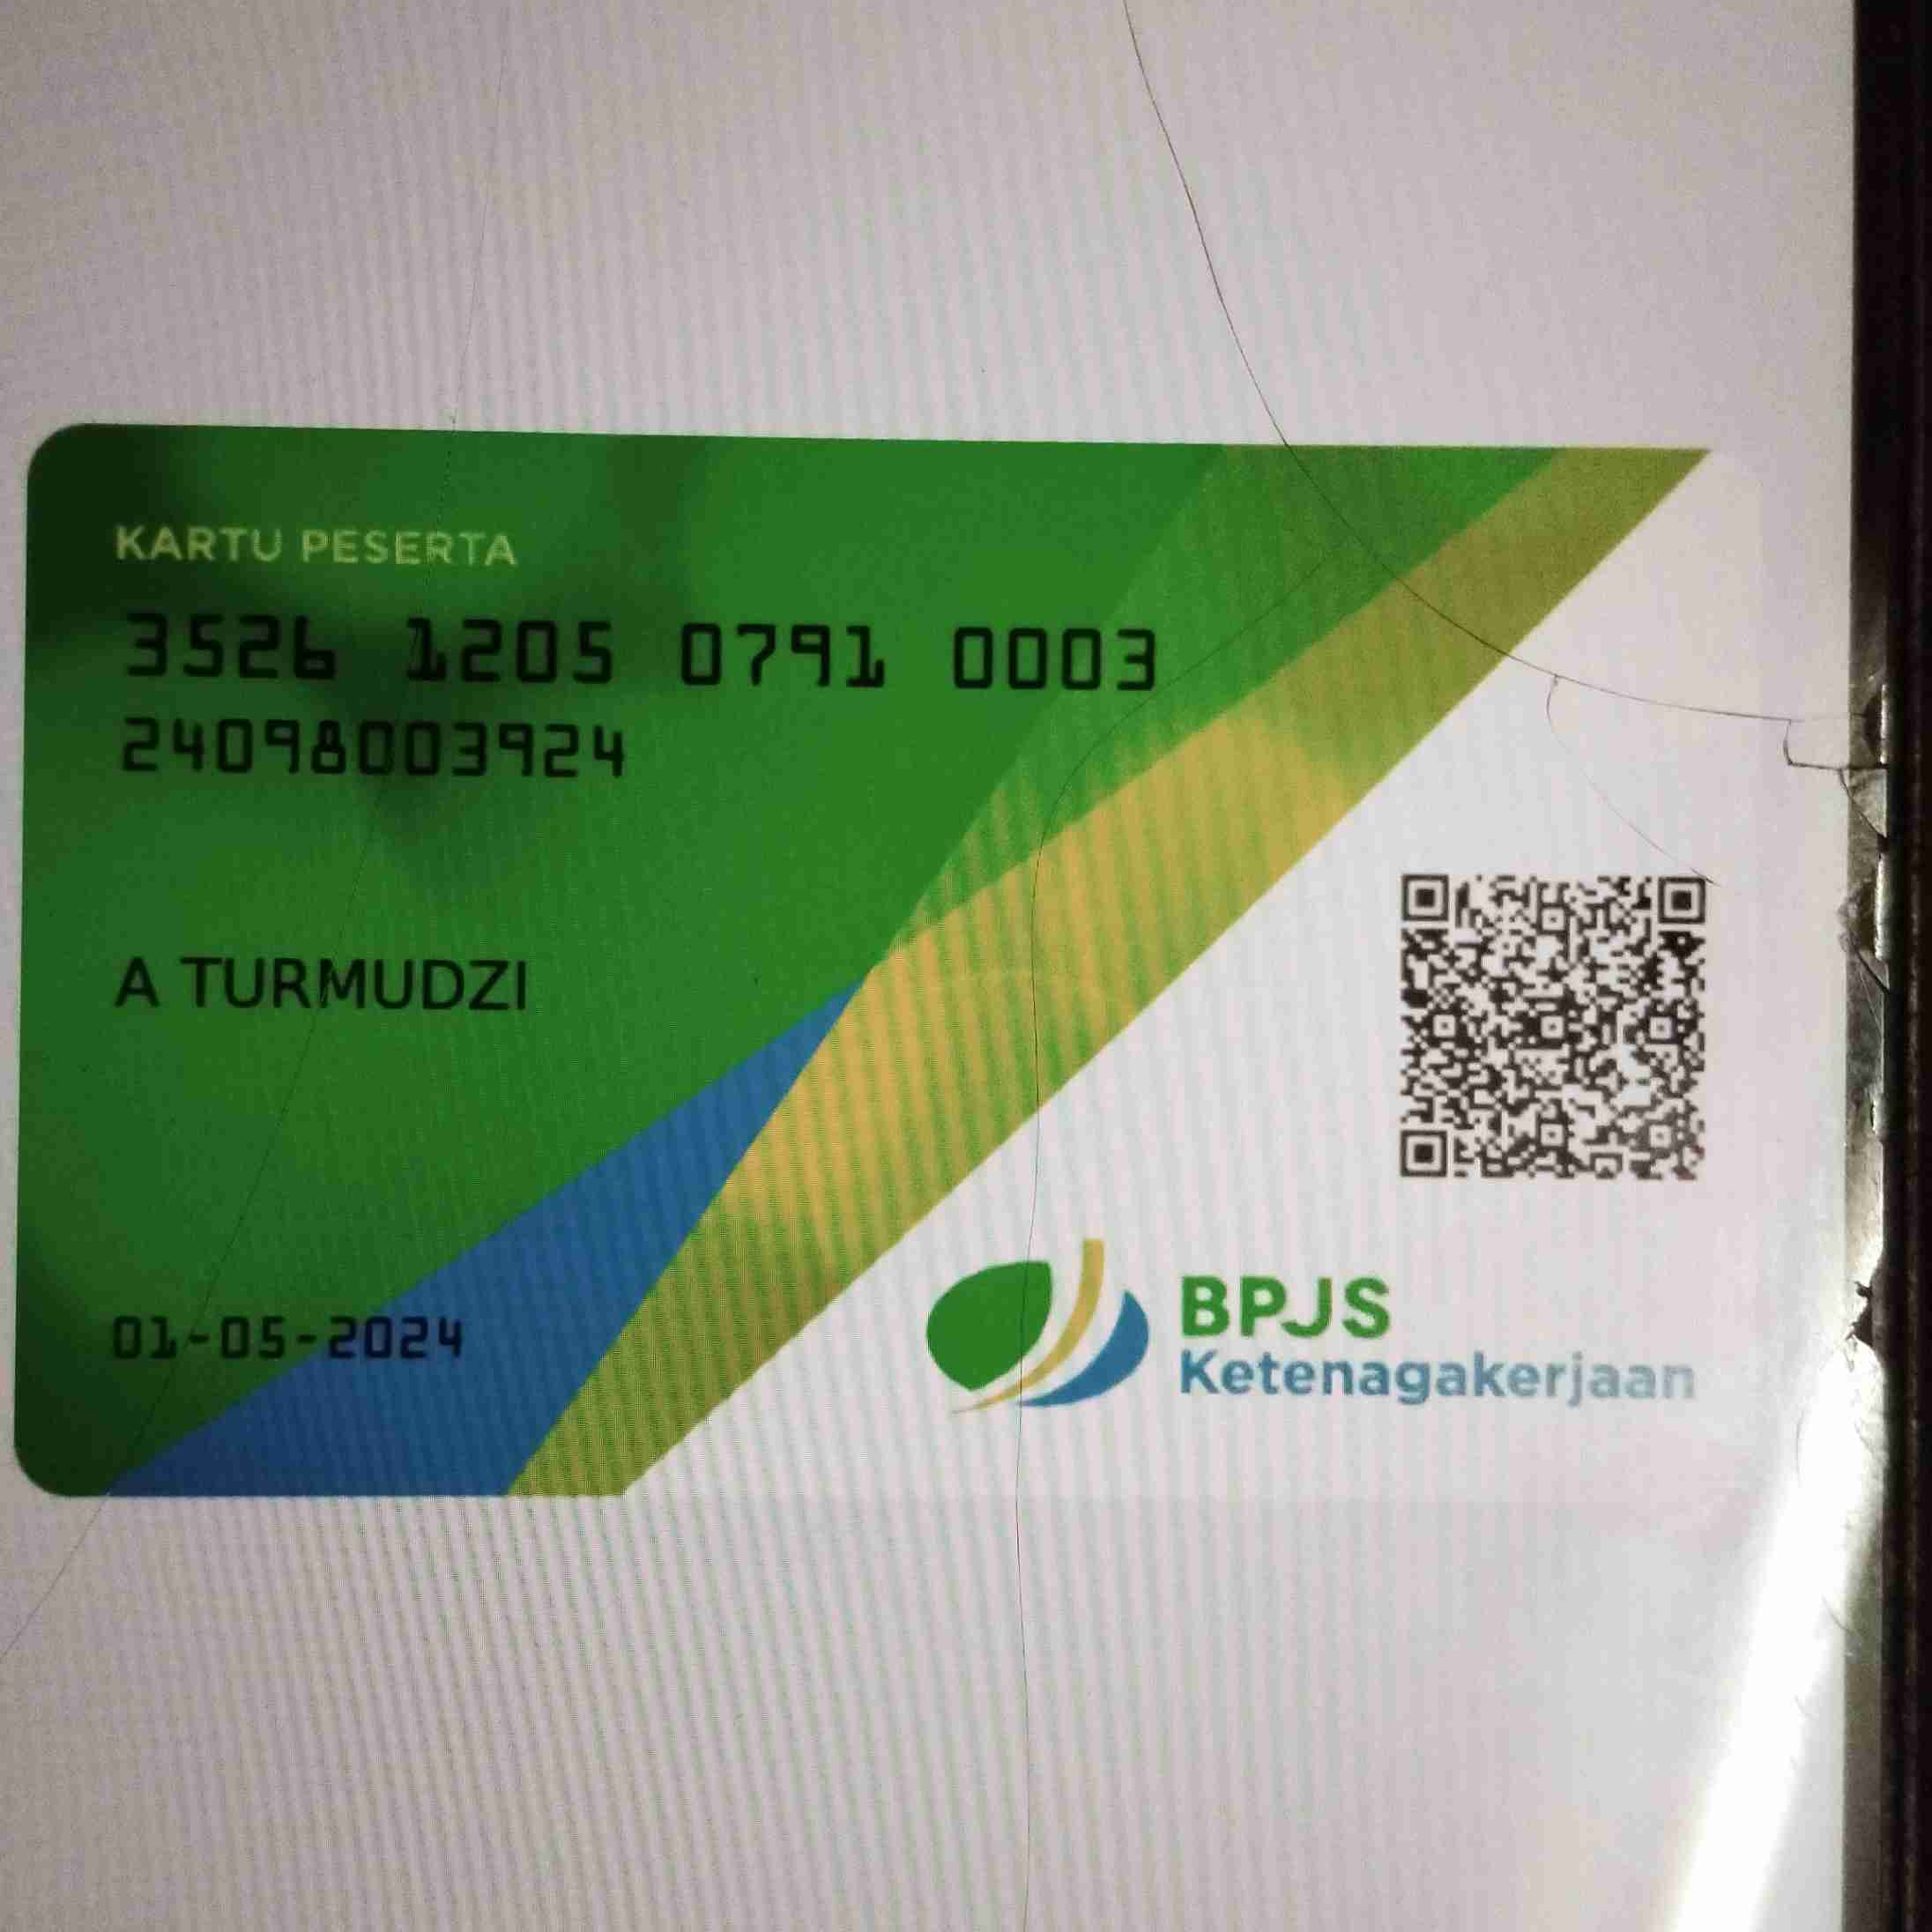 KARTU PESERTA
3526 1205 0791 0003
24098003924
A TURMUDZI
01-05-2024
BPJS
Ketenagakerjaan